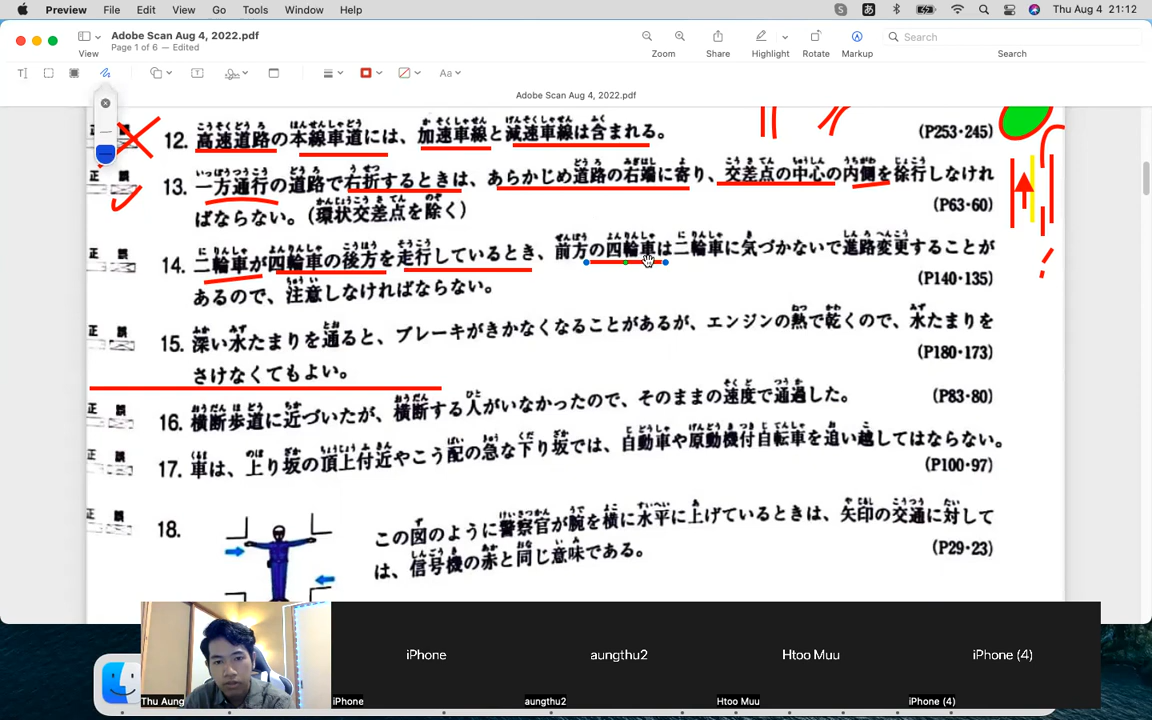 Preview File Edit View Go Tools Window Help
Thu Aug 4 21:12
Adobe Scan Aug 4, 2022.pdf
Page 1 of 6 — Edited
View Zoom Share Highlight Rotate Markup Search
Search
Aa
Adobe Scan Aug 4, 2022.pdf
正 誤 12. 高速道路の本線車道には、加速車線と減速車線は含まれる。 (P253・245)
正 誤 13. 一方通行の道路で右折するときは、あらかじめ道路の右端に寄り、交差点の中心の内側を徐行しなけれ
ばならない。(環状交差点を除く) (P63・60)
14. 二輪車が四輪車の後方を走行しているとき、前方の四輪車は二輪車に気づかないで進路変更することが
あるので、注意しなければならない。 (P140・135)
正 誤 15. 深い水たまりを通ると、ブレーキがきかなくなることがあるが、エンジンの熱で乾くので、水たまりを
さけなくてもよい。 (P180・173)
正 誤 16. 横断歩道に近づいたが、横断する人がいなかったので、そのままの速度で通過した。 (P83・80)
正 誤 17. 車は、上り坂の頂上付近やこう配の急な下り坂では、自動車や原動機付自転車を追い越してはならない。
(P100・97)
正 誤 18. この図のように警察官が腕を横に水平に上げているときは、矢印の交通に対して
は、信号機の赤と同じ意味である。 (P29・23)
Thu Aung
iPhone
iPhone
aungthu2
aungthu2
Htoo Muu
Htoo Muu
iPhone (4)
iPhone (4)